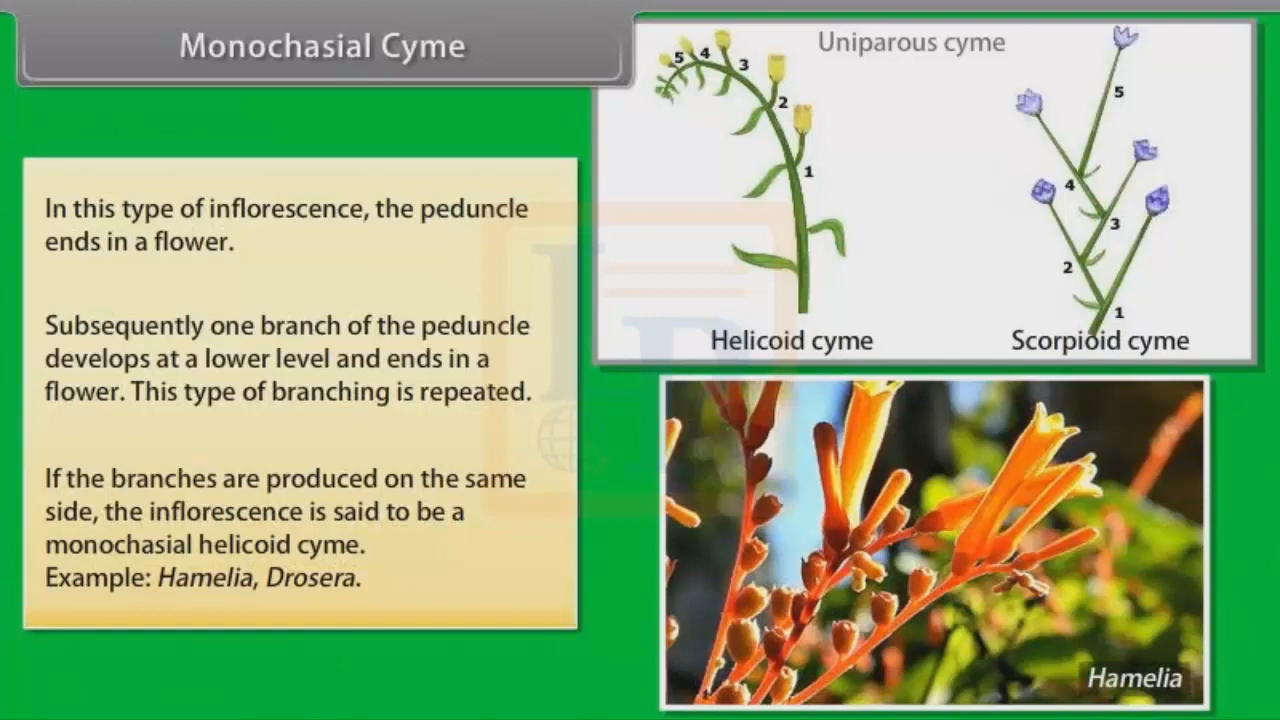 Monochasial Cyme
In this type of inflorescence, the peduncle
ends in a flower.
Subsequently one branch of the peduncle
develops at a lower level and ends in a
flower. This type of branching is repeated.
If the branches are produced on the same
side, the inflorescence is said to be a
monochasial helicoid cyme.
Example: Hamelia, Drosera.
Uniparous cyme
5 4 3
2
1
Helicoid cyme
5
4
3
2
1
Scorpioid cyme
Hamelia